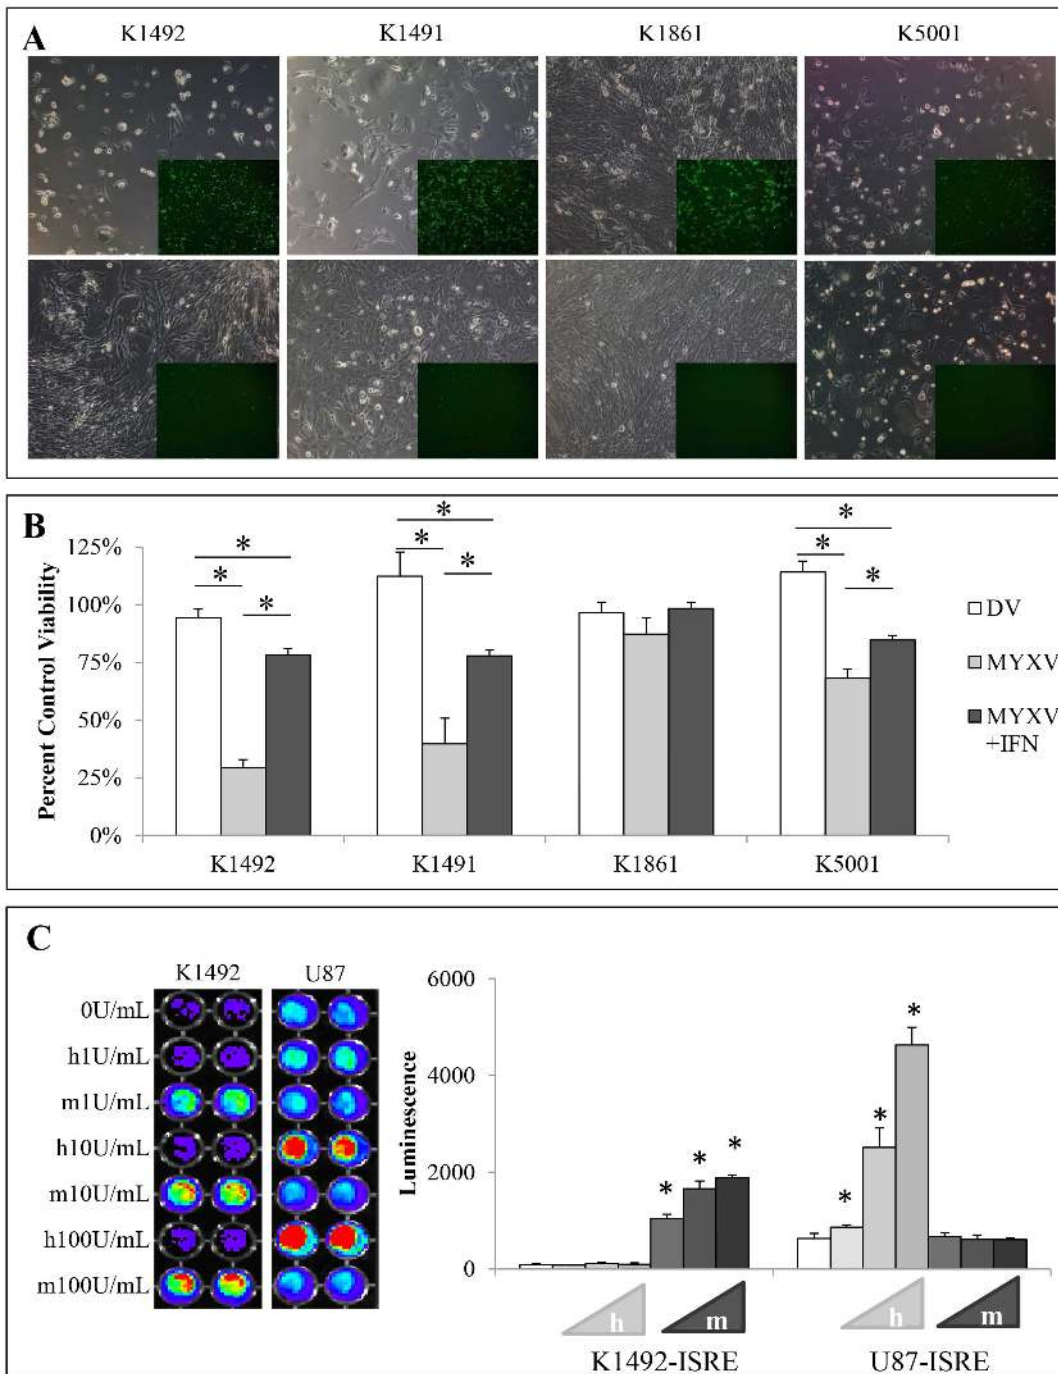 A
K1492 K1491 K1861 K5001
B
Percent Control Viability
125%
100%
75%
50%
25%
0%
* * * * * * * * *
K1492 K1491 K1861 K5001
DV
MYXV
MYXV
+IFN
C
K1492 U87
0U/mL
h1U/mL
m1U/mL
h10U/mL
m10U/mL
h100U/mL
m100U/mL
Luminescence
6000
4000
2000
0
* * * * * *
h m h m
K1492-ISRE U87-ISRE